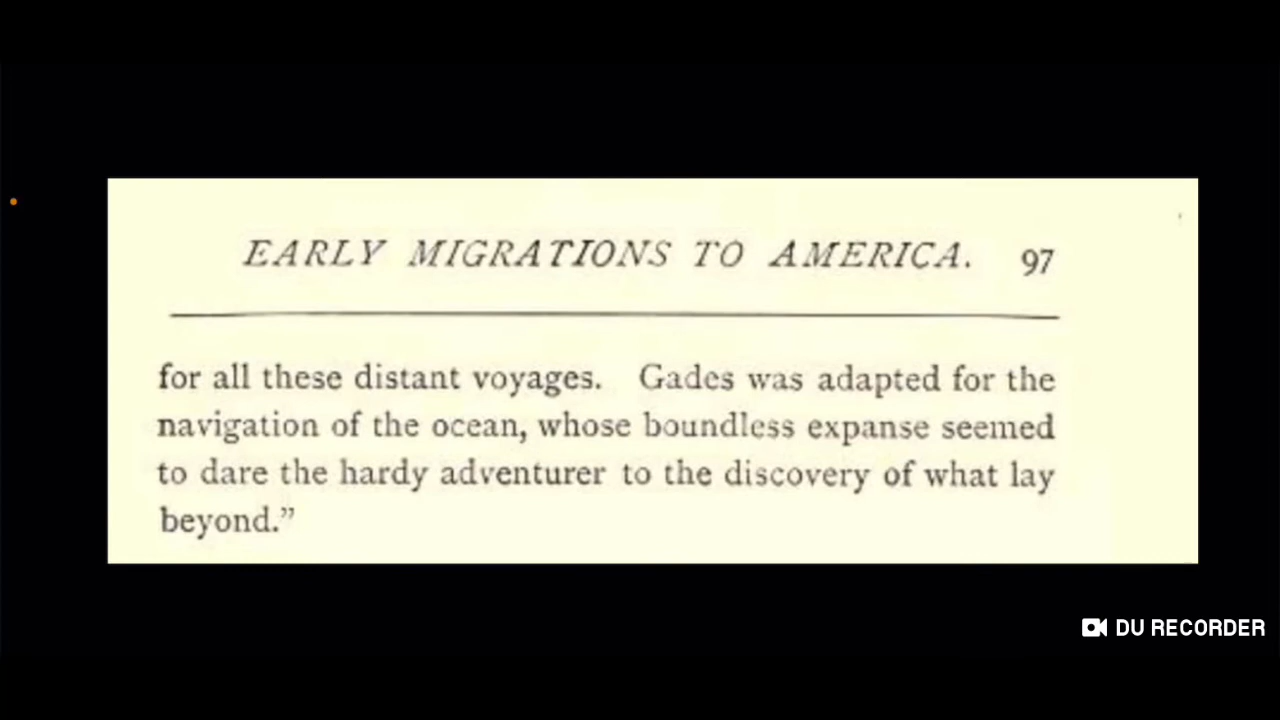 EARLY MIGRATIONS TO AMERICA. 97
for all these distant voyages. Gades was adapted for the
navigation of the ocean, whose boundless expanse seemed
to dare the hardy adventurer to the discovery of what lay
beyond.”
DU RECORDER